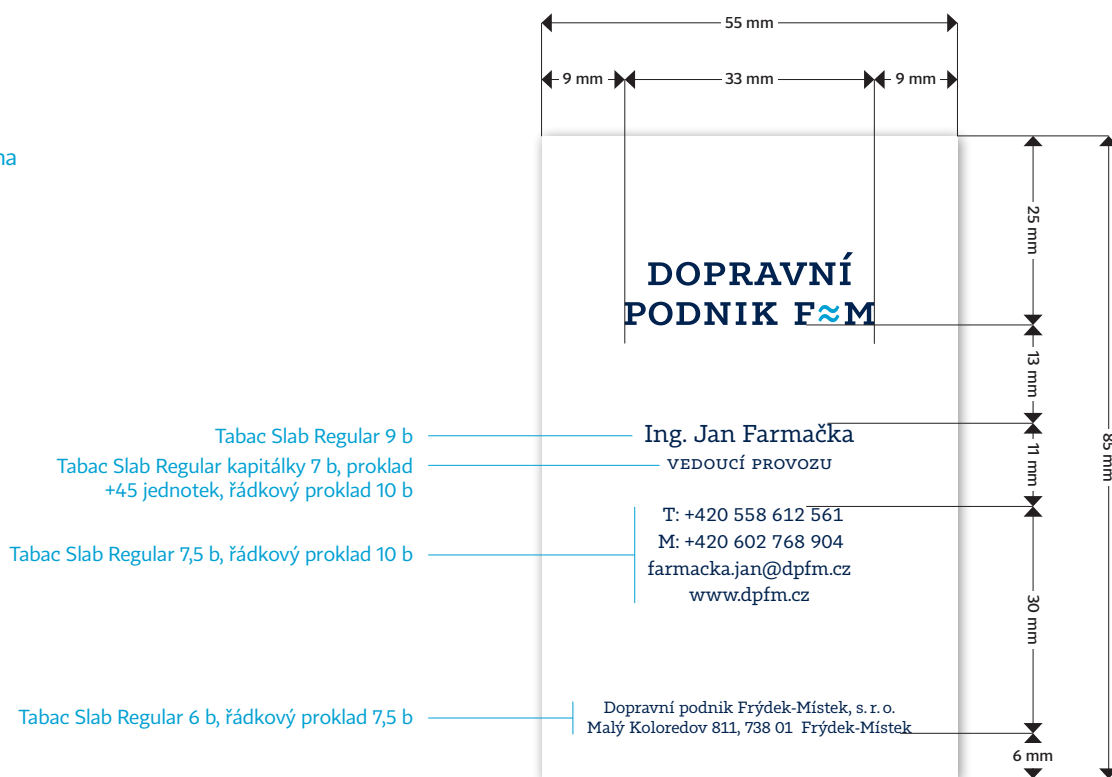 55 mm
9 mm
33 mm
9 mm
25 mm
DOPRAVNÍ
PODNIK F≈M
13 mm
Tabac Slab Regular 9 b
Ing. Jan Farmačka
11 mm
85 mm
Tabac Slab Regular kapitálky 7 b, proklad
+45 jednotek, řádkový proklad 10 b
VEDOUCÍ PROVOZU
Tabac Slab Regular 7,5 b, řádkový proklad 10 b
T: +420 558 612 561
M: +420 602 768 904
farmacka.jan@dpfm.cz
www.dpfm.cz
30 mm
Tabac Slab Regular 6 b, řádkový proklad 7,5 b
Dopravní podnik Frýdek-Místek, s. r. o.
Malý Koloredov 811, 738 01 Frýdek-Místek
6 mm